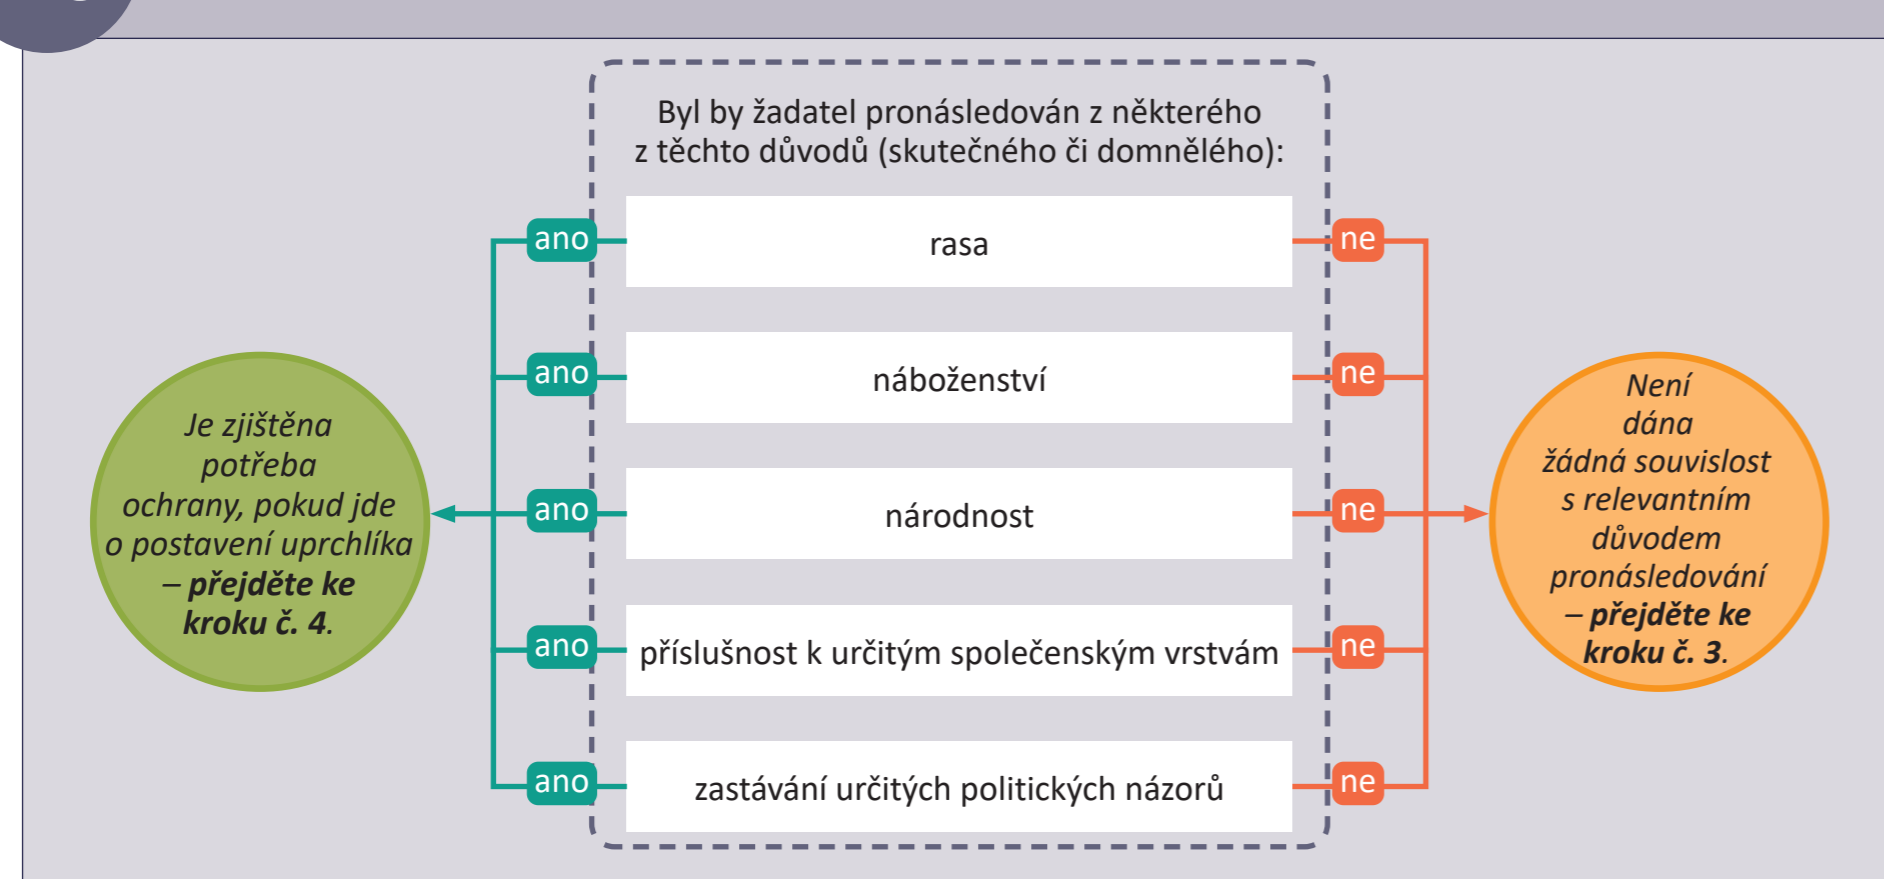 Byl by žadatel pronásledován z některého
z těchto důvodů (skutečného či domnělého):
ano
rasa
ne
ano
náboženství
ne
ano
národnost
ne
ano
příslušnost k určitým společenským vrstvám
ne
ano
zastávání určitých politických názorů
ne
Je zjištěna
potřeba
ochrany, pokud jde
o postavení uprchlíka
– přejděte ke
kroku č. 4.
Není
dána
žádná souvislost
s relevantním
důvodem
pronásledování
– přejděte ke
kroku č. 3.